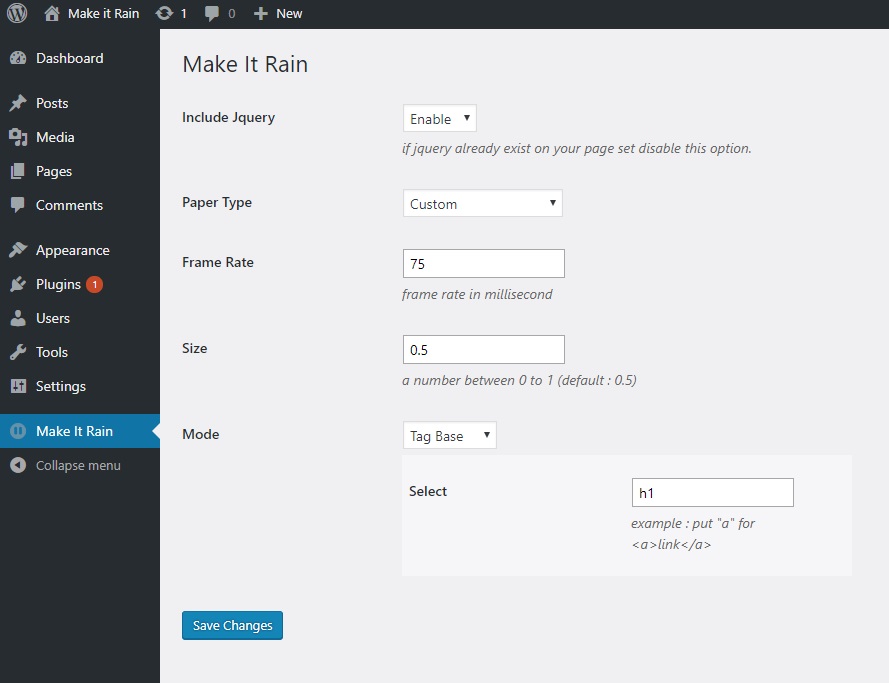 Make it Rain 1 0 New
Dashboard
Posts
Media
Pages
Comments
Appearance
Plugins 1
Users
Tools
Settings
Make It Rain
Collapse menu
Make It Rain
Include Jquery
Enable
if jquery already exist on your page set disable this option.
Paper Type
Custom
Frame Rate
75
frame rate in millisecond
Size
0.5
a number between 0 to 1 (default : 0.5)
Mode
Tag Base
Select
h1
example : put "a" for
<a>link</a>
Save Changes